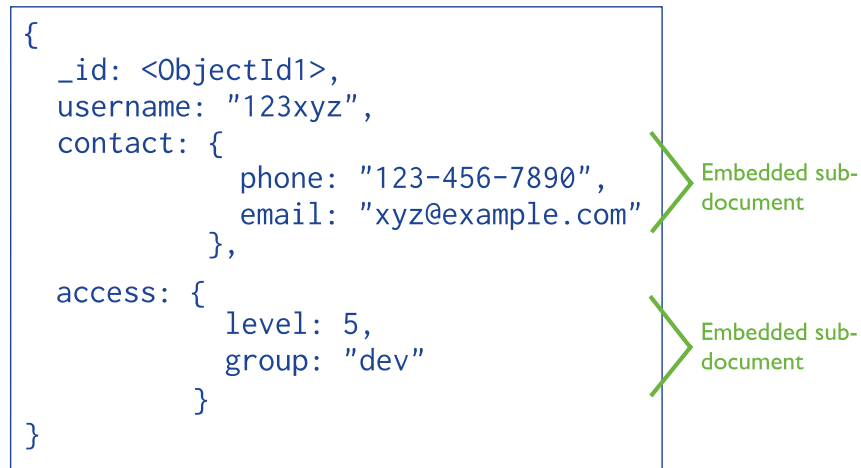 {
_id: <ObjectId1>,
username: "123xyz",
contact: {
phone: "123-456-7890",
email: "xyz@example.com"
},
Embedded sub-
document
access: {
level: 5,
group: "dev"
}
Embedded sub-
document
}